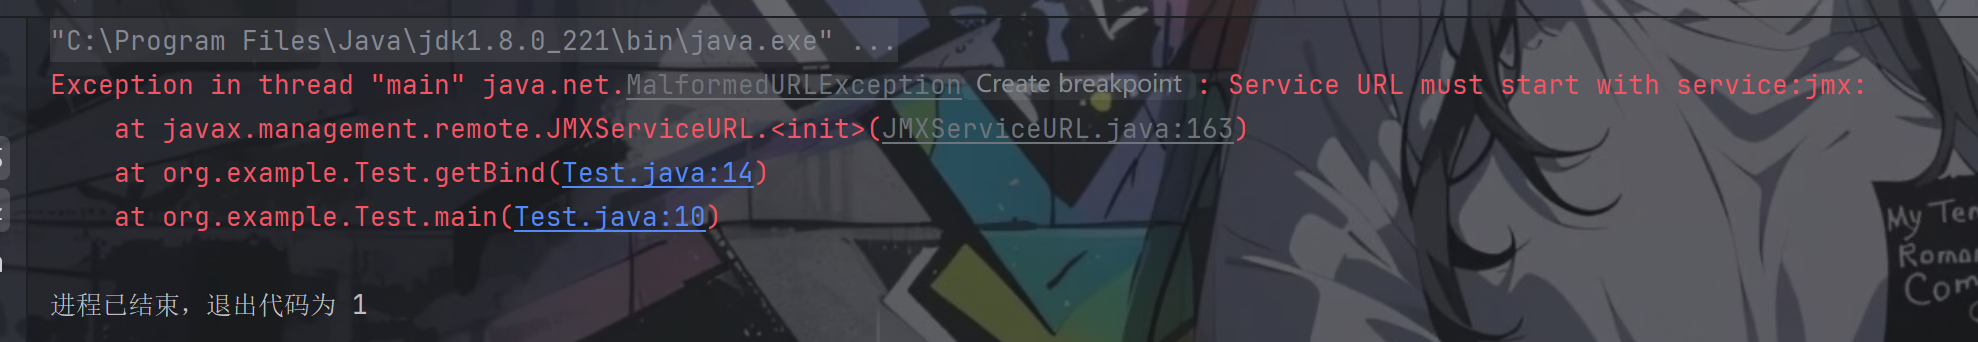 "C:\Program Files\Java\jdk1.8.0_221\bin\java.exe" ...
Exception in thread "main" java.net.MalformedURLException Create breakpoint : Service URL must start with service:jmx:
    at javax.management.remote.JMXServiceURL.<init>(JMXServiceURL.java:163)
    at org.example.Test.getBind(Test.java:14)
    at org.example.Test.main(Test.java:10)
进程已结束，退出代码为 1
My